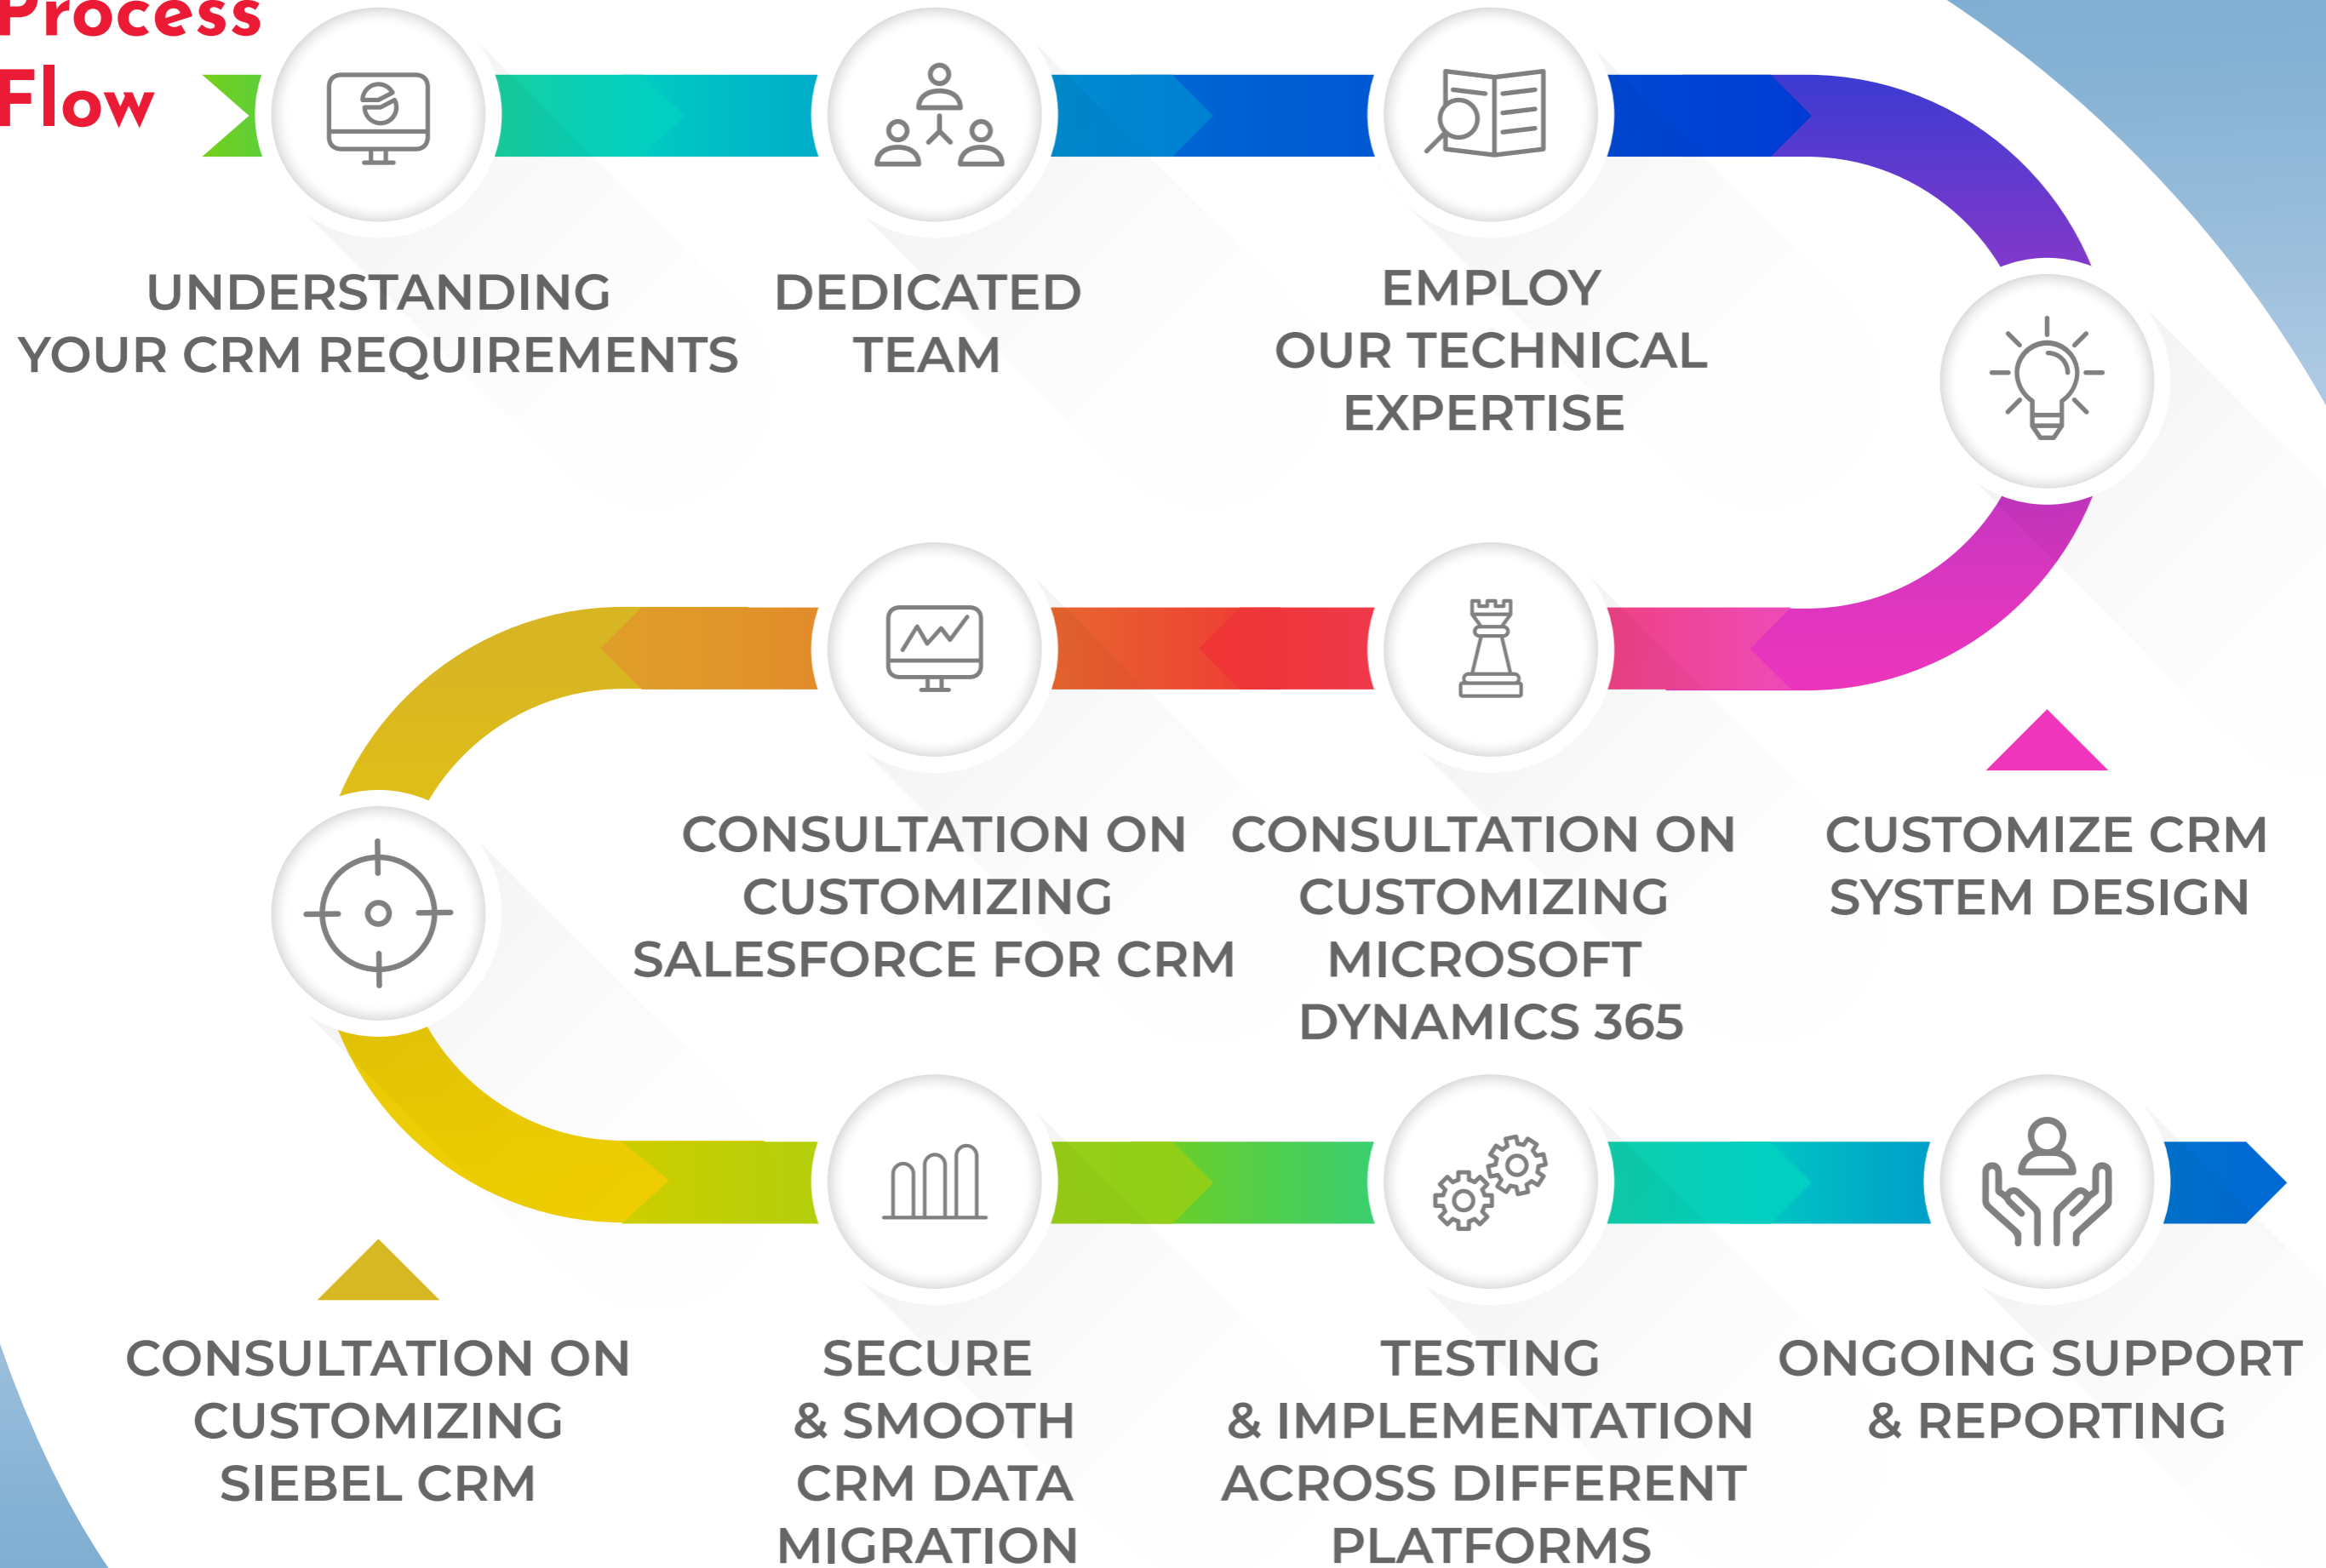 Process
Flow
UNDERSTANDING
YOUR CRM REQUIREMENTS
DEDICATED
TEAM
EMPLOY
OUR TECHNICAL
EXPERTISE
CUSTOMIZE CRM
SYSTEM DESIGN
CONSULTATION ON
CUSTOMIZING
MICROSOFT
DYNAMICS 365
CONSULTATION ON
CUSTOMIZING
SALESFORCE FOR CRM
CONSULTATION ON
CUSTOMIZING
SIEBEL CRM
SECURE
& SMOOTH
CRM DATA
MIGRATION
TESTING
& IMPLEMENTATION
ACROSS DIFFERENT
PLATFORMS
ONGOING SUPPORT
& REPORTING